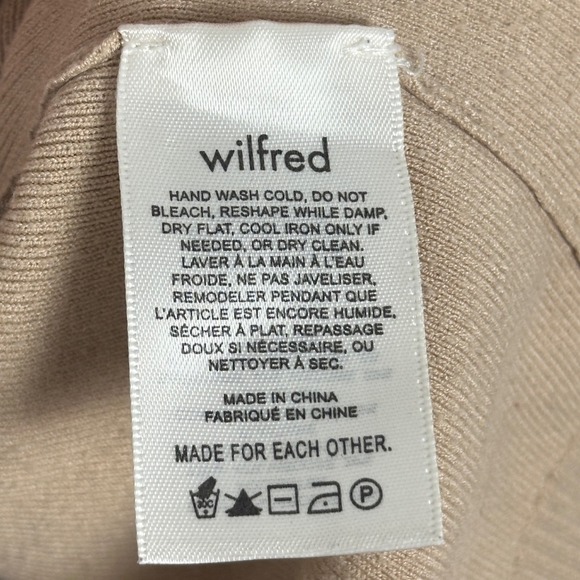 wilfred
HAND WASH COLD, DO NOT
BLEACH, RESHAPE WHILE DAMP,
DRY FLAT, COOL IRON ONLY IF
NEEDED, OR DRY CLEAN.
LAVER À LA MAIN À L'EAU
FROIDE, NE PAS JAVELISER,
REMODELER PENDANT QUE
L'ARTICLE EST ENCORE HUMIDE,
SÉCHER À PLAT, REPASSAGE
DOUX SI NÉCESSAIRE, OU
NETTOYER À SEC.
MADE IN CHINA
FABRIQUÉ EN CHINE
MADE FOR EACH OTHER.
30C P